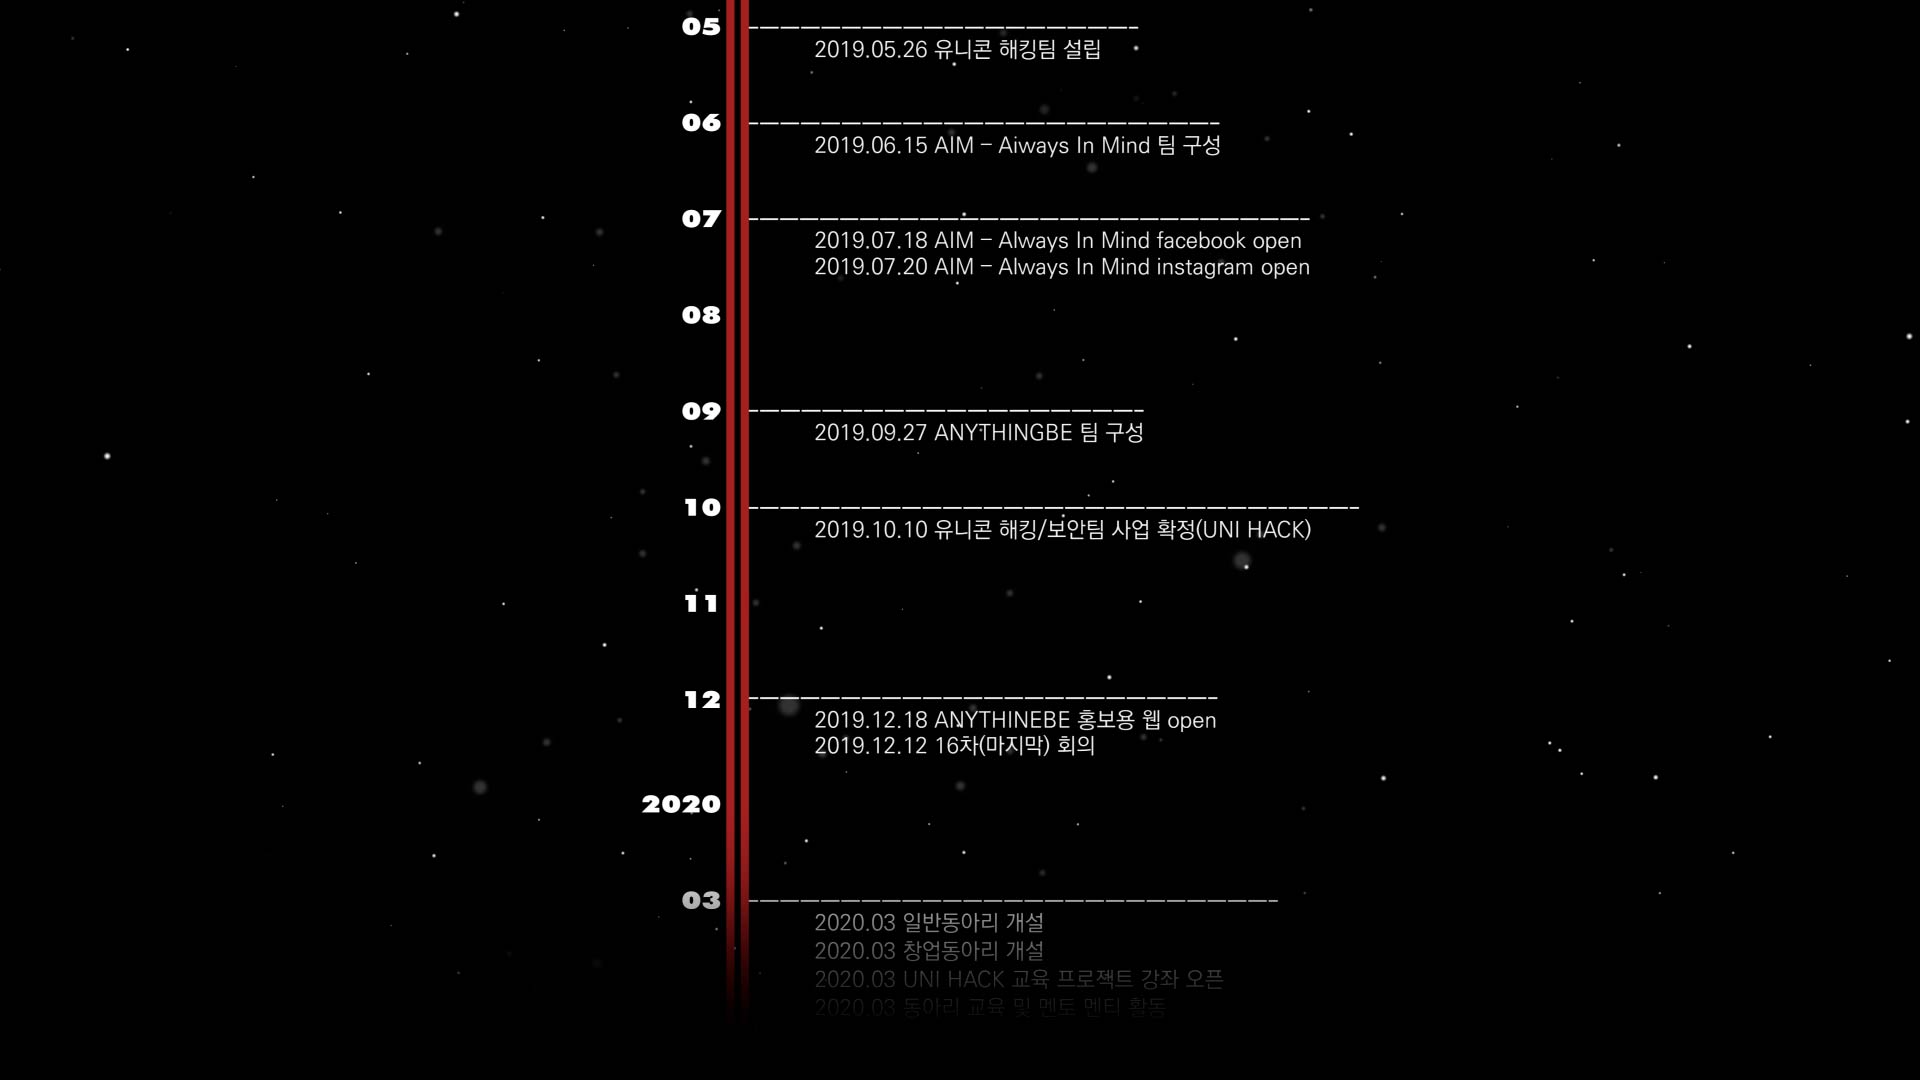 05
2019.05.26 유니콘 해킹팀 설립
06
2019.06.15 AIM - Aiways In Mind 팀 구성
07
2019.07.18 AIM - Always In Mind facebook open
2019.07.20 AIM - Always In Mind instagram open
08
09
2019.09.27 ANYTHINGBE 팀 구성
10
2019.10.10 유니콘 해킹/보안팀 사업 확정(UNI HACK)
11
12
2019.12.18 ANYTHINEBE 홍보용 웹 open
2019.12.12 16차(마지막) 회의
2020
03
2020.03 일반동아리 개설
2020.03 창업동아리 개설
2020.03 UNI HACK 교육 프로잭트 강좌 오픈
2020.03 동아리 교육 및 멘토 멘티 활동